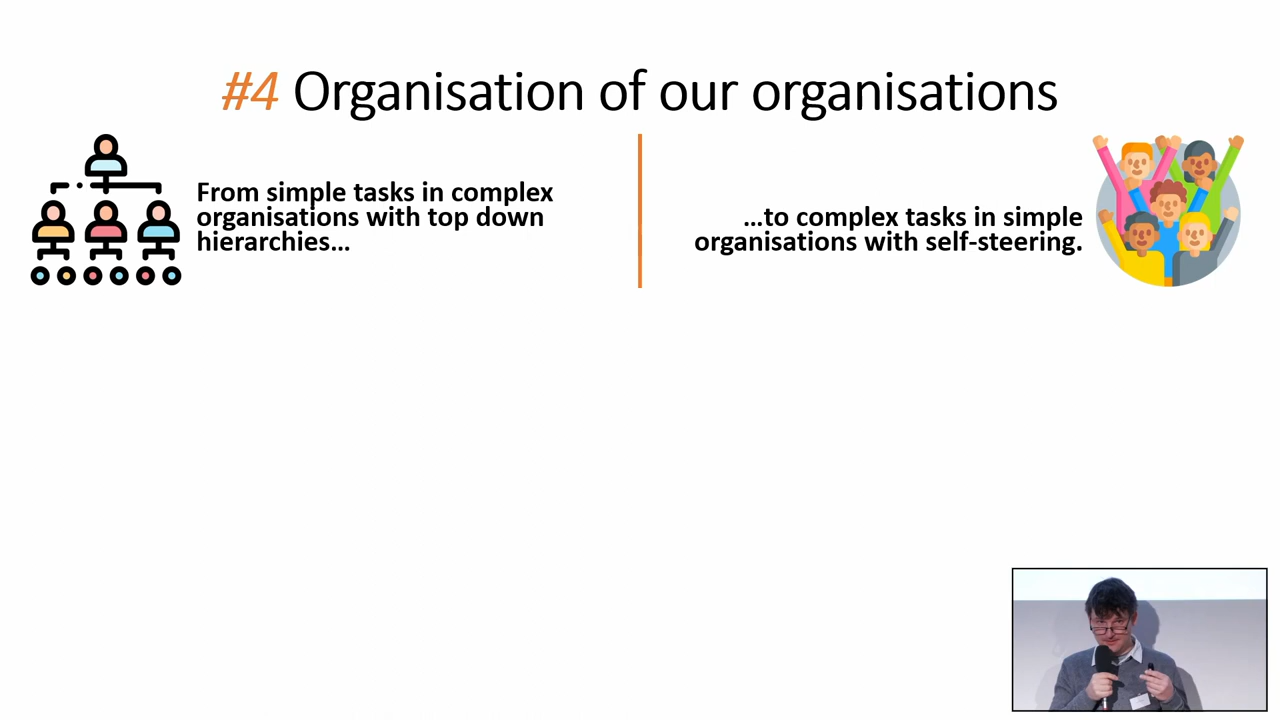 #4 Organisation of our organisations
From simple tasks in complex
organisations with top down
hierarchies...
...to complex tasks in simple
organisations with self-steering.